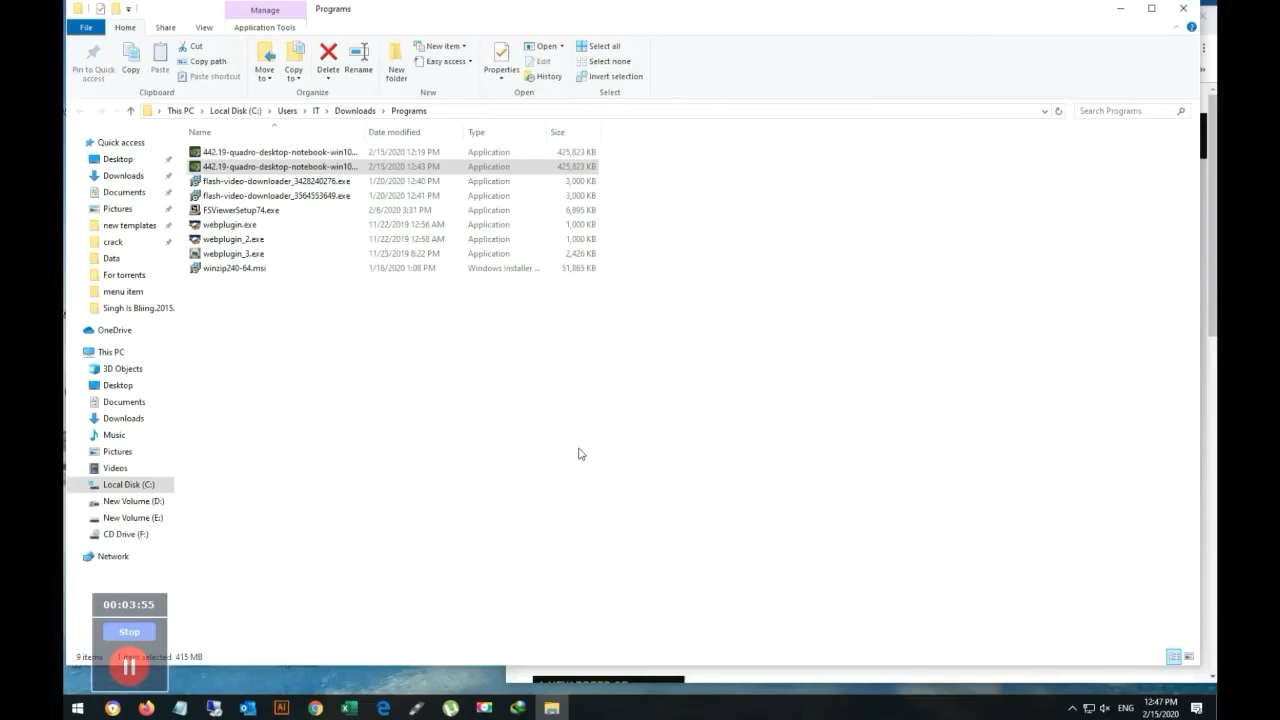 Manage
Programs
File
Home
Share
View
Application Tools
Pin to Quick access
Copy
Paste
Cut
Copy path
Paste shortcut
Move to
Copy to
Delete
Rename
New folder
New item
Easy access
Properties
Open
Edit
History
Select all
Select none
Invert selection
Clipboard
Organize
New
Open
Select
This PC > Local Disk (C:) > Users > IT > Downloads > Programs
Search Programs
Name
Date modified
Type
Size
442.19-quadro-desktop-notebook-win10... 2/15/2020 12:19 PM Application 425,823 KB
442.19-quadro-desktop-notebook-win10... 2/15/2020 12:43 PM Application 425,823 KB
flash-video-downloader_3428240276.exe 1/20/2020 12:40 PM Application 3,000 KB
flash-video-downloader_3564553649.exe 1/20/2020 12:41 PM Application 3,000 KB
FSViewerSetup74.exe 2/6/2020 3:31 PM Application 6,895 KB
webplugin.exe 11/22/2019 12:56 AM Application 1,000 KB
webplugin_2.exe 11/22/2019 12:58 AM Application 1,000 KB
webplugin_3.exe 11/25/2019 8:22 PM Application 2,426 KB
winzip240-64.msi 1/16/2020 1:08 PM Windows Installer ... 51,865 KB
Quick access
Desktop
Downloads
Documents
Pictures
new templates
crack
Data
For torrents
menu item
Singh Is Bliing.2015.
OneDrive
This PC
3D Objects
Desktop
Documents
Downloads
Music
Pictures
Videos
Local Disk (C:)
New Volume (D:)
New Volume (E:)
CD Drive (F:)
Network
00:03:55
Stop
9 items 1 item selected 415 MB
ENG
12:47 PM
2/15/2020